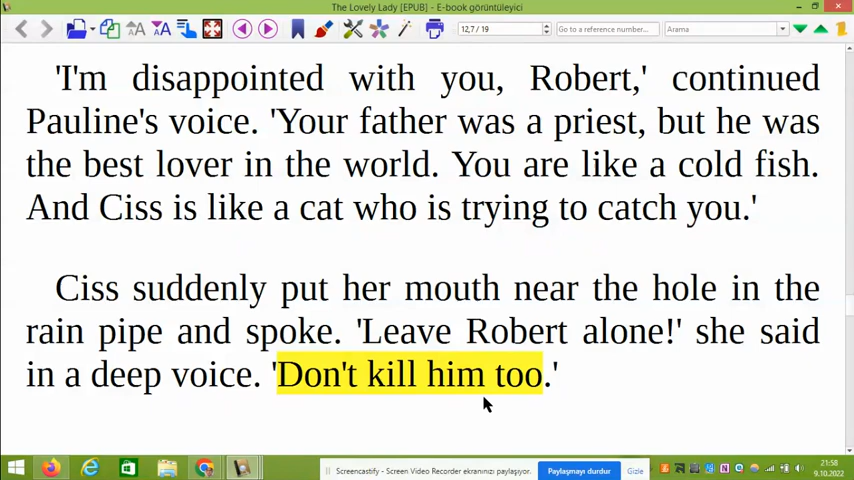 The Lovely Lady [EPUB] - E-book görüntüleyici
12,7 / 19
Go to a reference number...
Arama
'I'm disappointed with you, Robert,' continued
Pauline's voice. 'Your father was a priest, but he was
the best lover in the world. You are like a cold fish.
And Ciss is like a cat who is trying to catch you.'
Ciss suddenly put her mouth near the hole in the
rain pipe and spoke. 'Leave Robert alone!' she said
in a deep voice. 'Don't kill him too.'
Screencastify - Screen Video Recorder ekranınızı paylaşıyor.
Paylaşmayı durdur
Gizle
21:58
9.10.2022